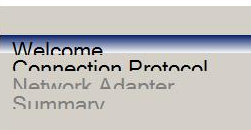 Welcome
Connection Protocol
Network Adapter
Summary